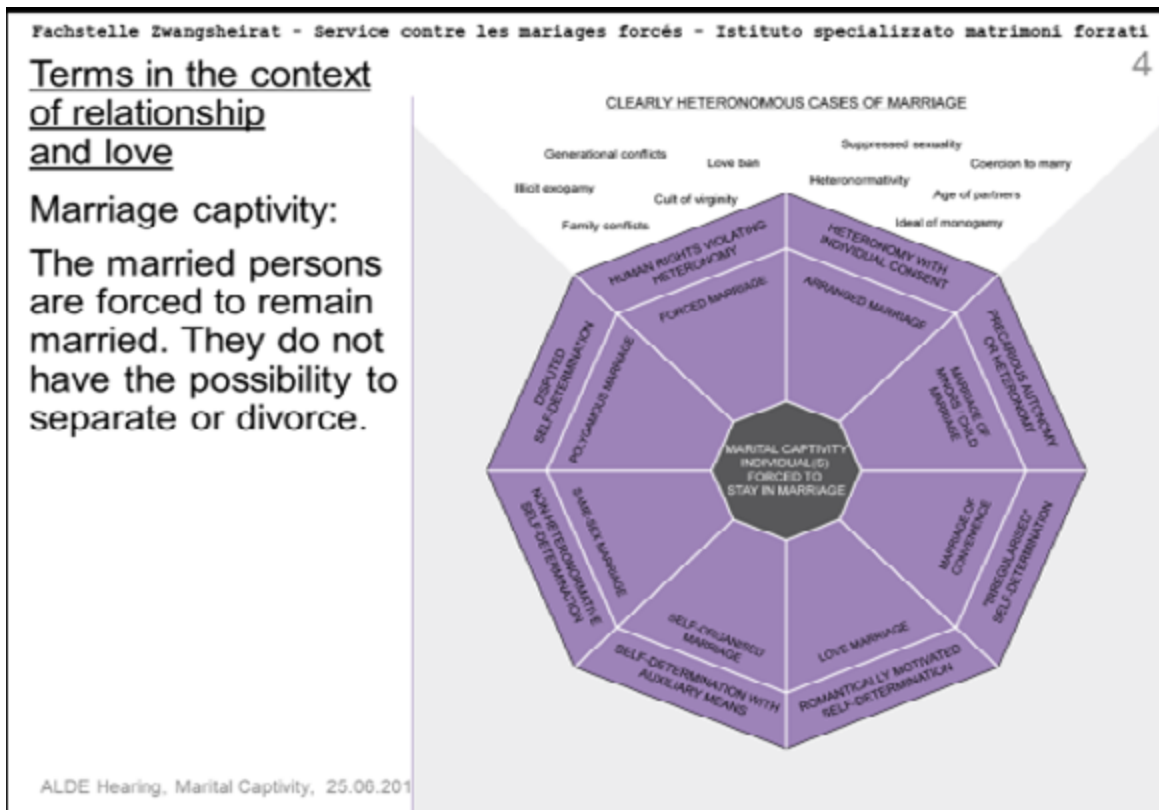 Fachstelle Zwangsheirat - Service contre les mariages forcés - Istituto specializzato matrimoni forzati
4
Terms in the context
of relationship
and love
Marriage captivity:
The married persons
are forced to remain
married. They do not
have the possibility to
separate or divorce.
CLEARLY HETERONOMOUS CASES OF MARRIAGE
Generational conflicts
Love ban
Suppressed sexuality
Coercion to marry
Illicit exogamy
Cult of virginity
Heteronormativity
Age of partners
Family conflicts
Ideal of monogamy
HUMAN RIGHTS VIOLATING
HETERONOMY
FORCED MARRIAGE
HETERONOMY WITH
INDIVIDUAL CONSENT
ARRANGED MARRIAGE
PRECARIOUS AUTONOMY
OR HETERONOMY
MARRIAGE OF
MINORS / CHILD
MARRIAGE
"IRREGULARISED"
SELF-DETERMINATION
MARRIAGE OF
CONVENIENCE
LOVE MARRIAGE
ROMANTICALLY MOTIVATED
SELF-DETERMINATION
SELF-ORGANISED
MARRIAGE
SELF-DETERMINATION WITH
AUXILIARY MEANS
SAME-SEX MARRIAGE
NON-HETERONORMATIVE
SELF-DETERMINATION
DISPUTED
SELF-DETERMINATION
POLYGAMOUS MARRIAGE
MARITAL CAPTIVITY
INDIVIDUAL(S)
FORCED TO
STAY IN MARRIAGE
ALDE Hearing, Marital Captivity, 25.06.201